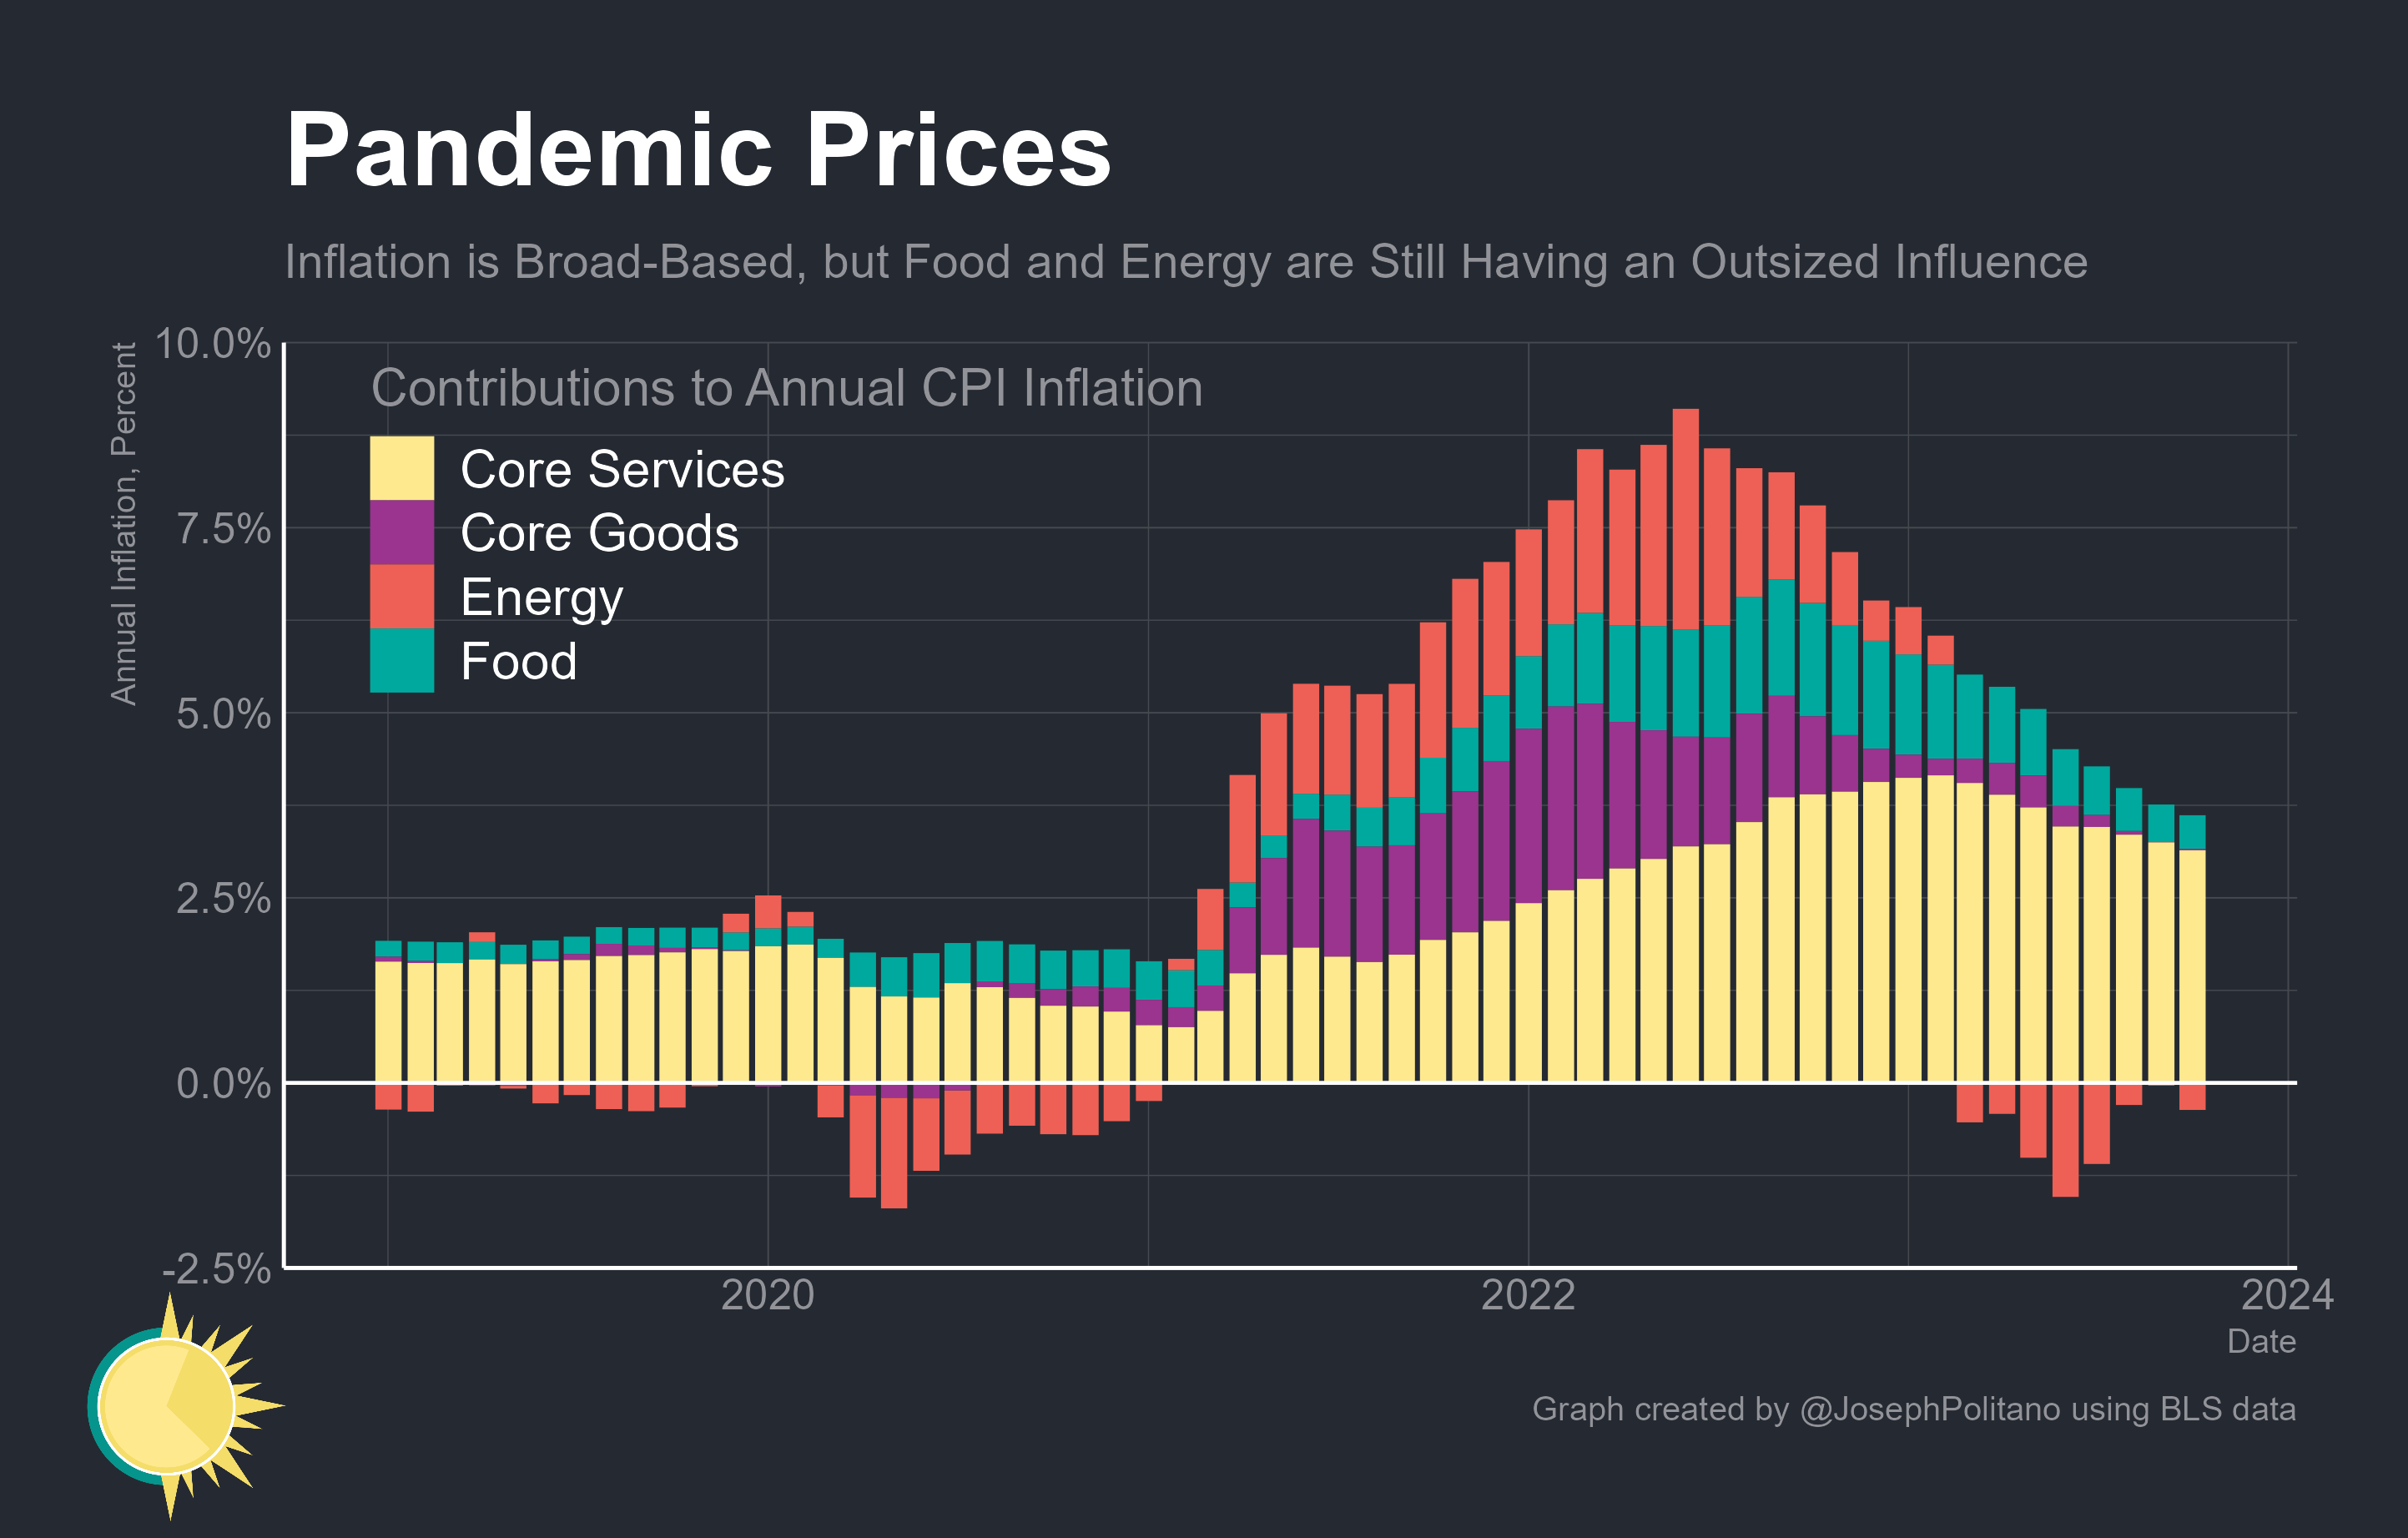 Pandemic Prices
Inflation is Broad-Based, but Food and Energy are Still Having an Outsized Influence
Annual Inflation, Percent
10.0%
7.5%
5.0%
2.5%
0.0%
-2.5%
Contributions to Annual CPI Inflation
Core Services
Core Goods
Energy
Food
2020
2022
2024
Date
Graph created by @JosephPolitano using BLS data